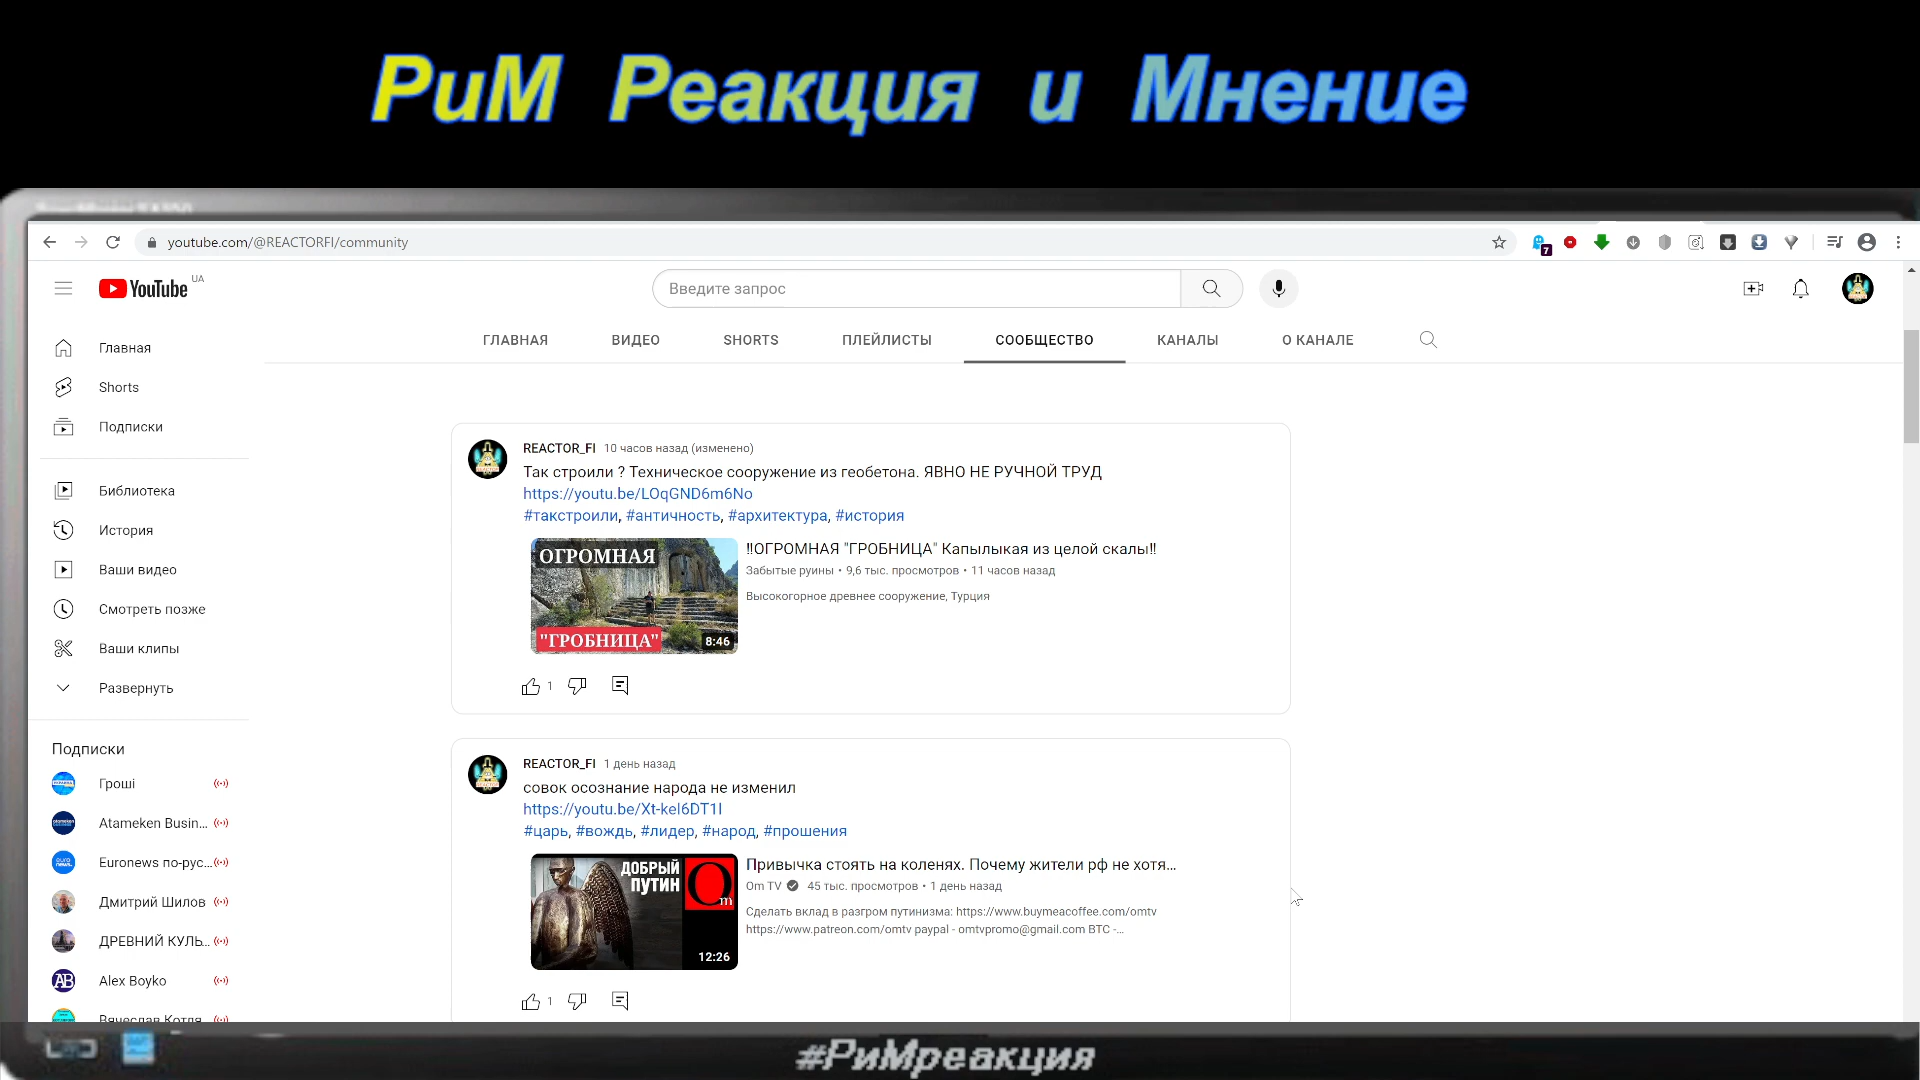 РиМ Реакция и Мнение
youtube.com/@REACTORFI/community
7
YouTube UA
Введите запрос
ГЛАВНАЯ ВИДЕО SHORTS ПЛЕЙЛИСТЫ СООБЩЕСТВО КАНАЛЫ О КАНАЛЕ
Главная
Shorts
Подписки
Библиотека
История
Ваши видео
Смотреть позже
Ваши клипы
Развернуть
Подписки
Гроші
Atameken Busin...
Euronews по-рус...
Дмитрий Шилов
ДРЕВНИЙ КУЛЬ...
AB
Alex Boyko
Вячеслав Котля
REACTOR_FI 10 часов назад (изменено)
Так строили ? Техническое сооружение из геобетона. ЯВНО НЕ РУЧНОЙ ТРУД
https://youtu.be/LOqGND6m6No
#такстроили, #античность, #архитектура, #история
ОГРОМНАЯ
"ГРОБНИЦА"
8:46
!!ОГРОМНАЯ "ГРОБНИЦА" Капылыкая из целой скалы!!
Забытые руины • 9,6 тыс. просмотров • 11 часов назад
Высокогорное древнее сооружение, Турция
1
REACTOR_FI 1 день назад
совок осознание народа не изменил
https://youtu.be/Xt-kel6DT1I
#царь, #вождь, #лидер, #народ, #прошения
ДОБРЫЙ
ПУТИН
Om
12:26
Привычка стоять на коленях. Почему жители рф не хотя...
Om TV 45 тыс. просмотров • 1 день назад
Сделать вклад в разгром путинизма: https://www.buymeacoffee.com/omtv
https://www.patreon.com/omtv paypal - omtvpromo@gmail.com BTC -...
1
#РиМреакция